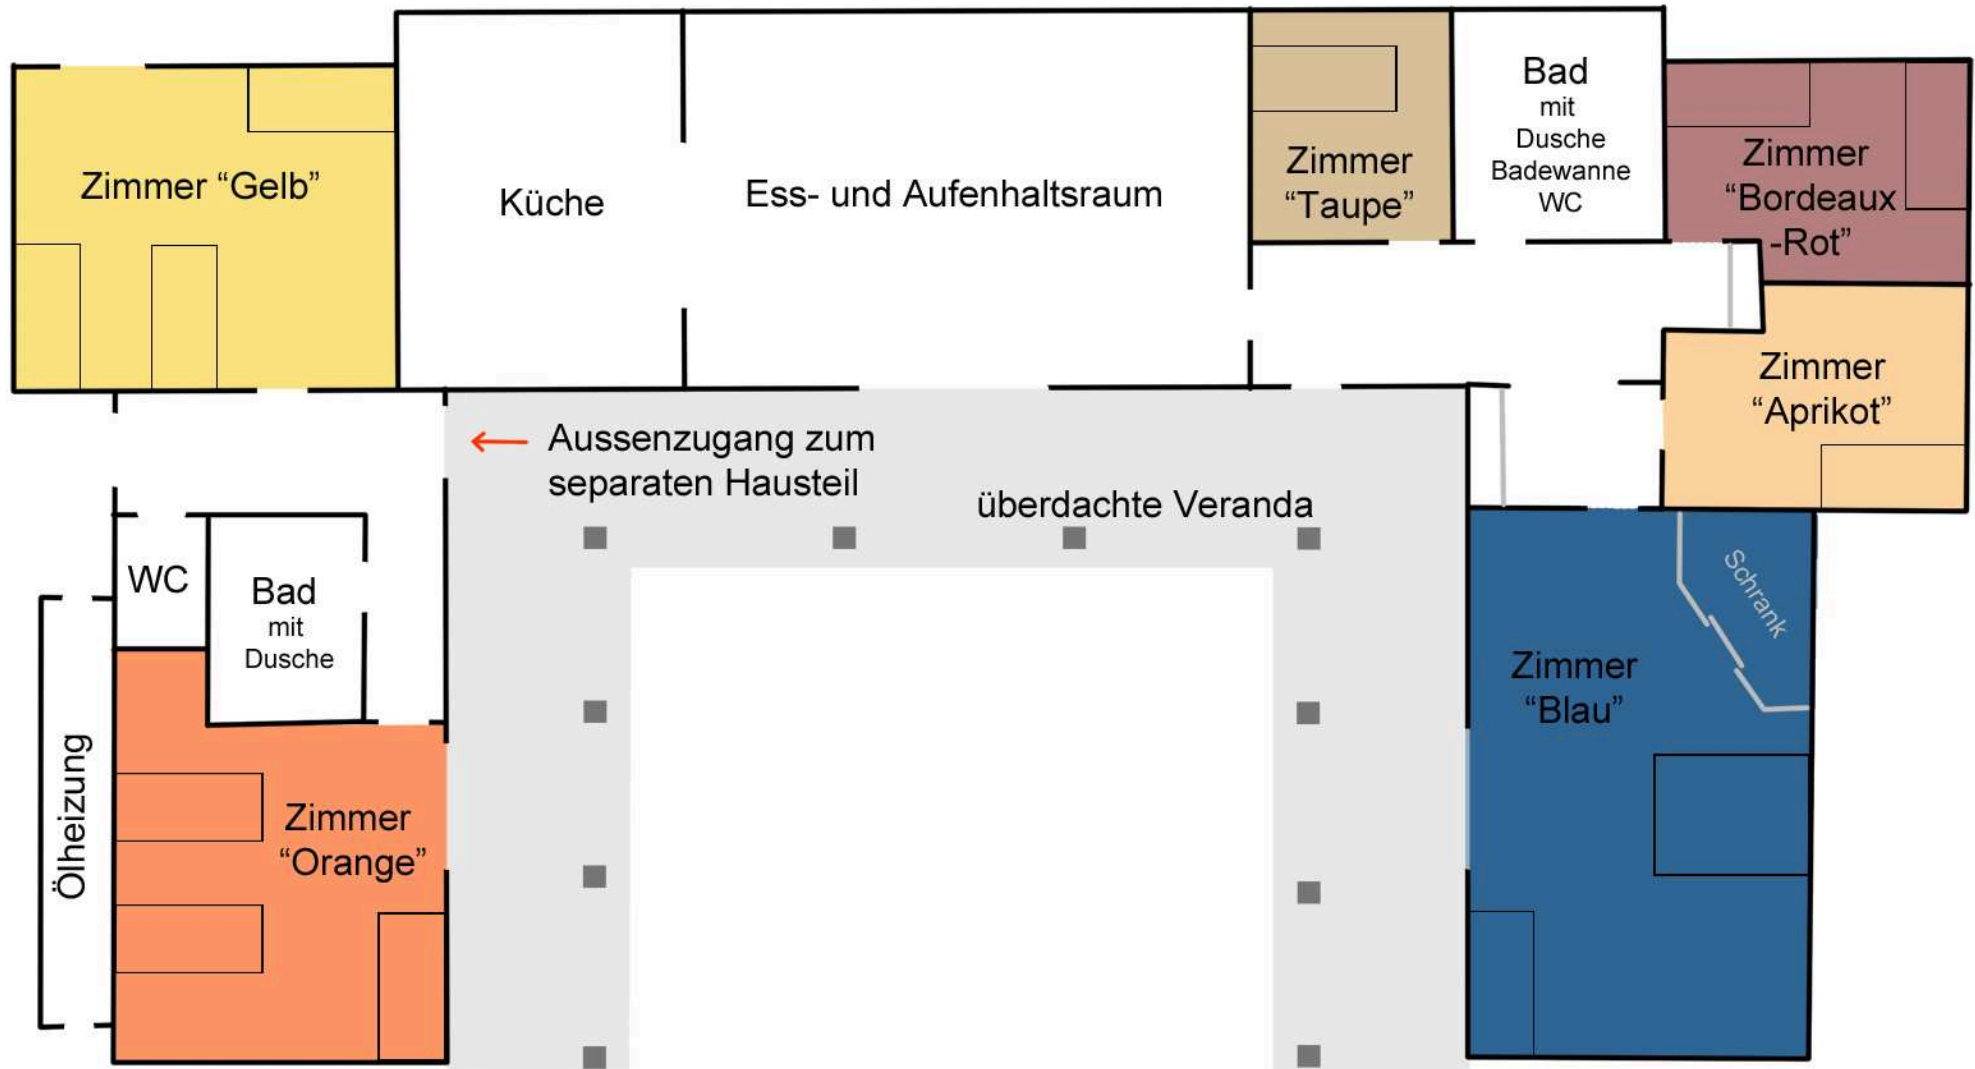 Zimmer “Gelb”
Küche
Ess- und Aufenhaltsraum
Zimmer
“Taupe”
Bad
mit
Dusche
Badewanne
WC
Zimmer
“Bordeaux
-Rot”
Zimmer
“Aprikot”
← Aussenzugang zum
separaten Hausteil
überdachte Veranda
WC
Bad
mit
Dusche
Schrank
Zimmer
“Blau”
Ölheizung
Zimmer
“Orange”